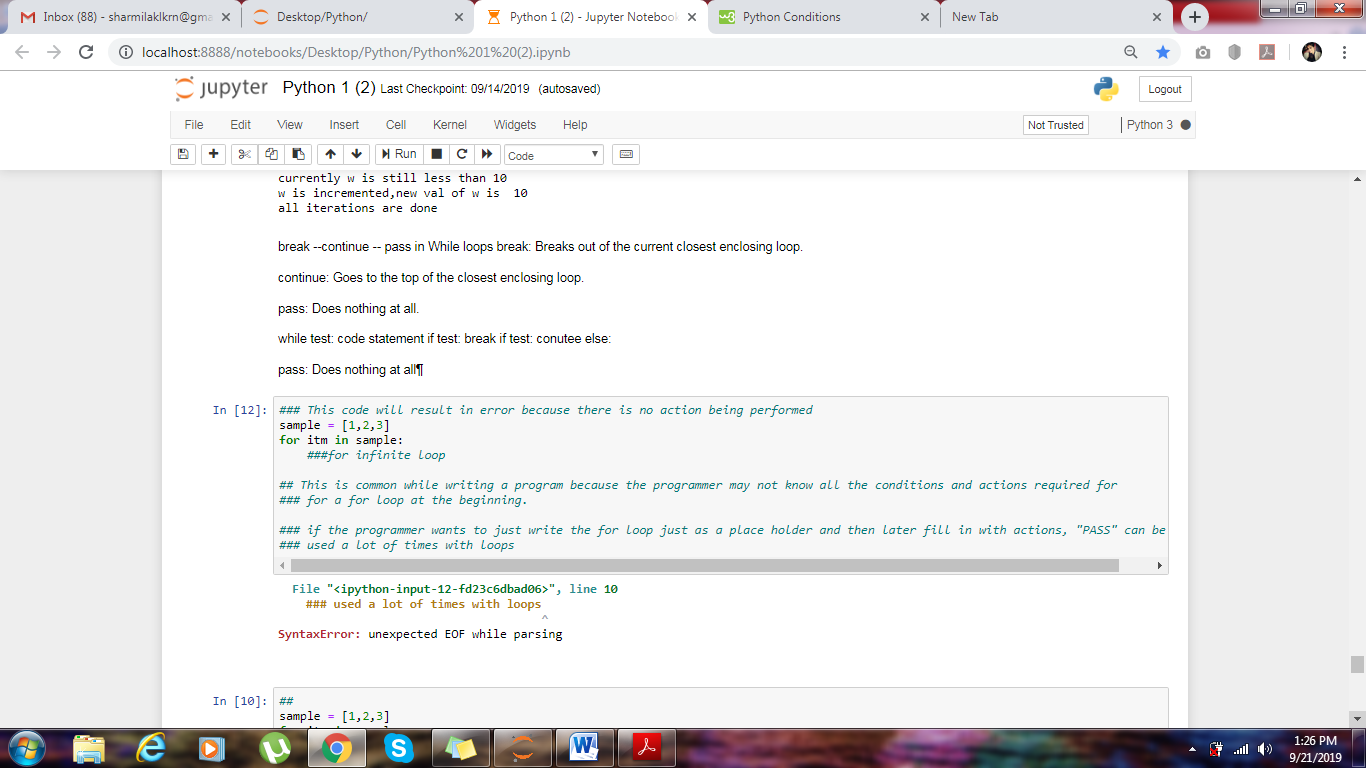 Inbox (88) - sharmilaklkrn@gma
Desktop/Python/
Python 1 (2) - Jupyter Notebook
Python Conditions
New Tab
localhost:8888/notebooks/Desktop/Python/Python%201%20(2).ipynb
jupyter Python 1 (2) Last Checkpoint: 09/14/2019 (autosaved)
Logout
File Edit View Insert Cell Kernel Widgets Help
Not Trusted
Python 3
Run
Code
currently w is still less than 10
w is incremented,new val of w is  10
all iterations are done
break --continue -- pass in While loops break: Breaks out of the current closest enclosing loop.
continue: Goes to the top of the closest enclosing loop.
pass: Does nothing at all.
while test: code statement if test: break if test: conutee else:
pass: Does nothing at all¶
In [12]:
### This code will result in error because there is no action being performed
sample = [1,2,3]
for itm in sample:
    ###for infinite loop
## This is common while writing a program because the programmer may not know all the conditions and actions required for
### for a for loop at the beginning.
### if the programmer wants to just write the for loop just as a place holder and then later fill in with actions, "PASS" can be
### used a lot of times with loops
File "<ipython-input-12-fd23c6dbad06>", line 10
    ### used a lot of times with loops
^
SyntaxError: unexpected EOF while parsing
In [10]:
##
sample = [1,2,3]
1:26 PM
9/21/2019